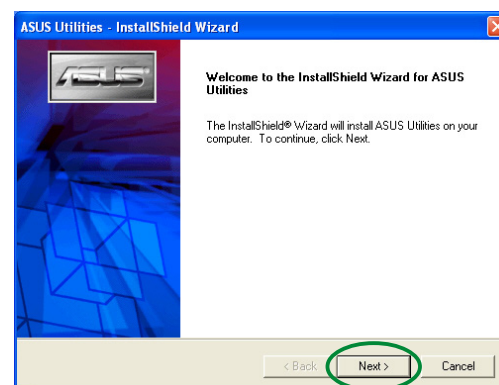 ASUS Utilities - InstallShield Wizard
ASUS
Welcome to the InstallShield Wizard for ASUS
Utilities
The InstallShield® Wizard will install ASUS Utilities on your
computer. To continue, click Next.
< Back
Next >
Cancel